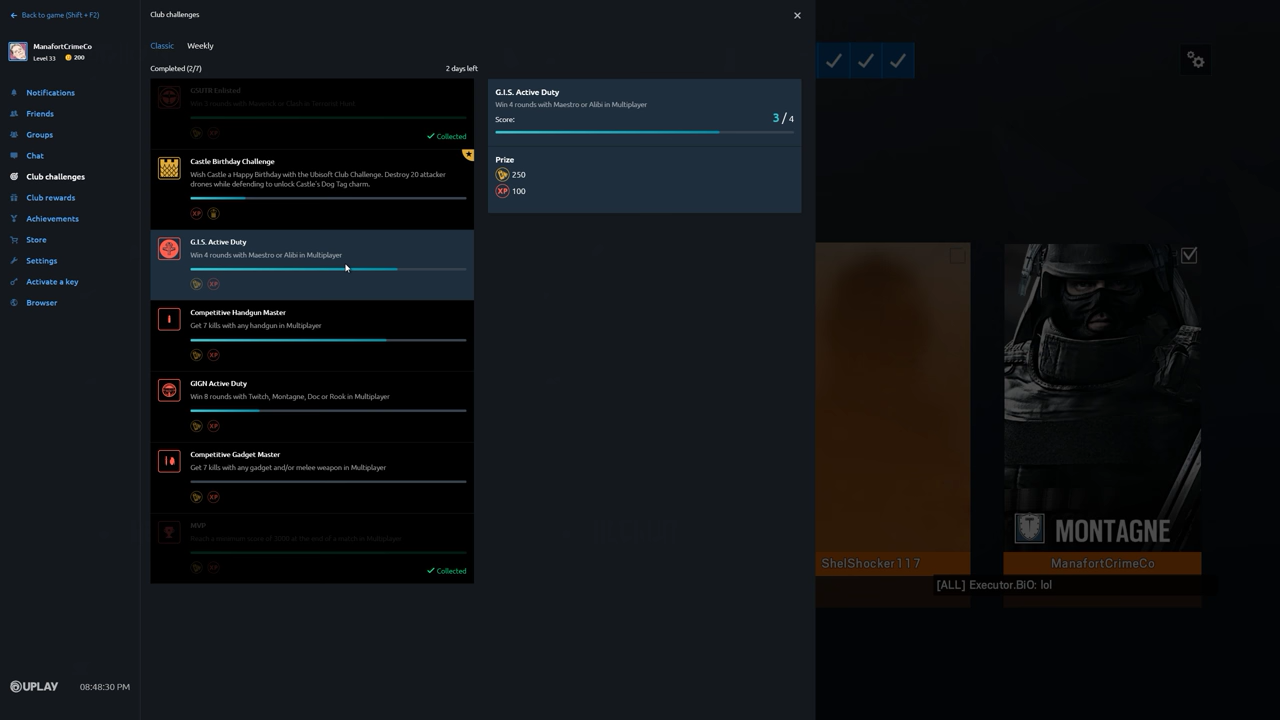 Back to game (Shift + F2)
ManafortCrimeCo
Level 33
200
Notifications
Friends
Groups
Chat
Club challenges
Club rewards
Achievements
Store
Settings
Activate a key
Browser
UPLAY
08:48:30 PM
Club challenges
Classic
Weekly
Completed (2/7)
2 days left
GSUTR Enlisted
Collected
Castle Birthday Challenge
Wish Castle a Happy Birthday with the Ubisoft Club Challenge. Destroy 20 attacker
drones while defending to unlock Castle's Dog Tag charm.
XP
G.I.S. Active Duty
Win 4 rounds with Maestro or Alibi in Multiplayer
XP
Competitive Handgun Master
Get 7 kills with any handgun in Multiplayer
XP
GIGN Active Duty
Win 8 rounds with Twitch, Montagne, Doc or Rook in Multiplayer
XP
Competitive Gadget Master
Get 7 kills with any gadget and/or melee weapon in Multiplayer
XP
MVP
Collected
G.I.S. Active Duty
Win 4 rounds with Maestro or Alibi in Multiplayer
Score:
3 / 4
Prize
250
XP 100
MONTAGNE
ShelShocker117
ManafortCrimeCo
[ALL] Executor.BiO: lol